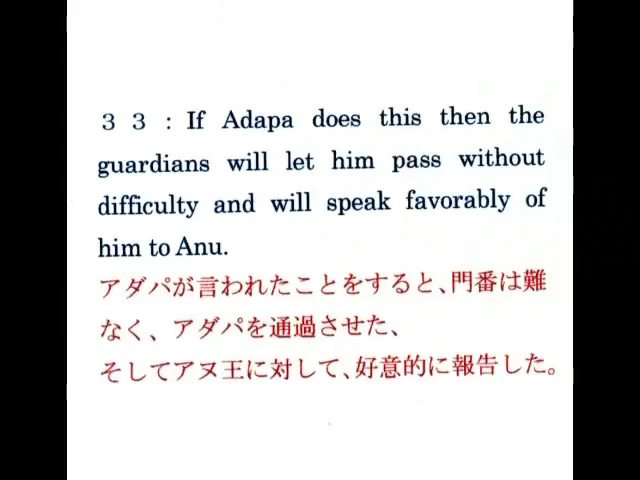 ３３：If Adapa does this then the
guardians will let him pass without
difficulty and will speak favorably of
him to Anu.
アダパが言われたことをすると、門番は難
なく、アダパを通過させた、
そしてアヌ王に対して、好意的に報告した。